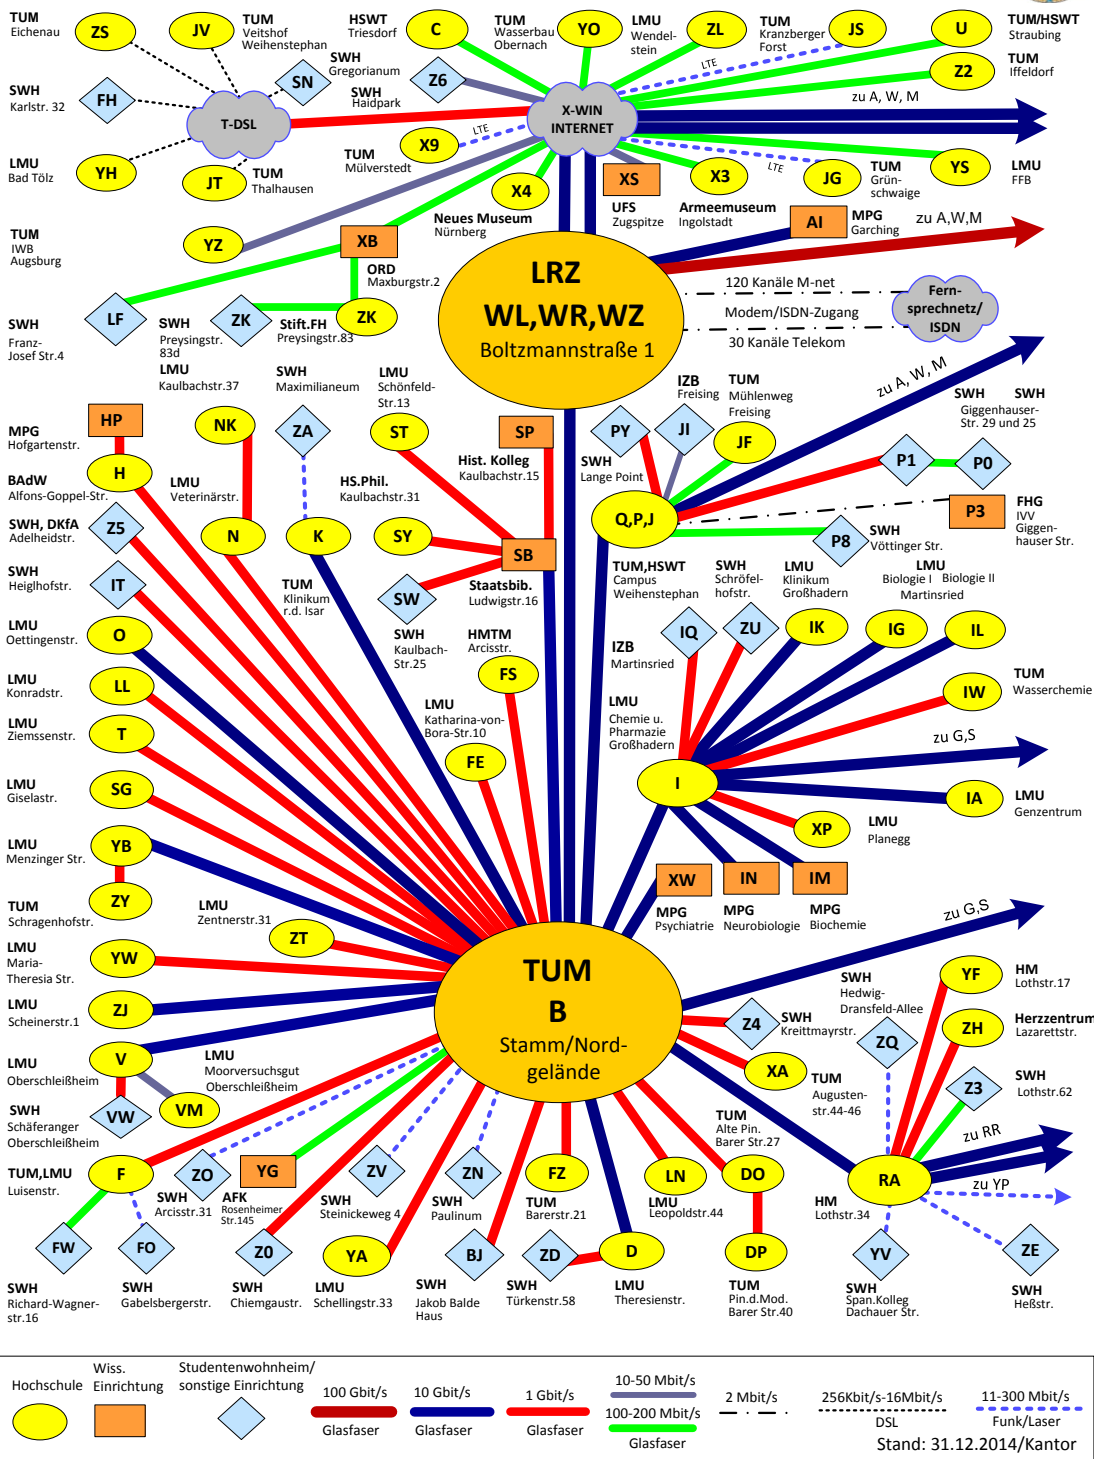 TUM
Eichenau
ZS
JV
TUM
Veitshof
Weihenstephan
HSWT
Triesdorf
C
TUM
Wasserbau
Obernach
YO
LMU
Wendel-
stein
ZL
TUM
Kranzberger
Forst
JS
U
TUM/HSWT
Straubing
SWH
Karlstr. 32
FH
SN
SWH
Gregorianum
SWH
Haidpark
Z6
LTE
Z2
TUM
Iffeldorf
T-DSL
X-WIN
INTERNET
zu A, W, M
LMU
Bad Tölz
YH
JT
TUM
Thalhausen
TUM
Mülverstedt
X9
LTE
X4
XS
UFS
Zugspitze
X3
Armeemuseum
Ingolstadt
LTE
JG
TUM
Grün-
schwaige
YS
LMU
FFB
TUM
IWB
Augsburg
YZ
XB
ORD
Maxburgstr.2
Neues Museum
Nürnberg
AI
MPG
Garching
zu A,W,M
LRZ
WL,WR,WZ
Boltzmannstraße 1
120 Kanäle M-net
Modem/ISDN-Zugang
30 Kanäle Telekom
Fern-
sprechnetz/
ISDN
SWH
Franz-
Josef Str.4
LF
SWH
Preysingstr.
83d
ZK
Stift.FH
Preysingstr.83
ZK
zu A, W, M
MPG
Hofgartenstr.
HP
LMU
Kaulbachstr.37
NK
SWH
Maximilianeum
ZA
LMU
Schönfeld-
Str.13
ST
SP
Hist. Kolleg
Kaulbachstr.15
IZB
Freising
PY
JI
TUM
Mühlenweg
Freising
JF
SWH
Lange Point
SWH
SWH
Giggenhauser-
Str. 29 und 25
P1
P0
BAdW
Alfons-Goppel-Str.
H
LMU
Veterinärstr.
N
K
TUM
Klinikum
r.d. Isar
HS.Phil.
Kaulbachstr.31
SY
SB
Staatsbib.
Ludwigstr.16
SW
SWH
Kaulbach-
Str.25
Q,P,J
TUM,HSWT
Campus
Weihenstephan
P3
FHG
IVV
Giggen-
hauser Str.
P8
SWH
Vöttinger Str.
SWH, DKfA
Adelheidstr.
Z5
SWH
Heiglhofstr.
IT
LMU
Oettingenstr.
O
LMU
Konradstr.
LL
LMU
Ziemssenstr.
T
LMU
Giselastr.
SG
LMU
Menzinger Str.
YB
ZY
TUM
Schragenhofstr.
HMTM
Arcisstr.
FS
LMU
Katharina-von-
Bora-Str.10
FE
IZB
Martinsried
IQ
SWH
Schröfel-
hofstr.
ZU
LMU
Klinikum
Großhadern
IK
LMU
Biologie I
Biologie II
Martinsried
IG
IL
LMU
Chemie u.
Pharmazie
Großhadern
I
IW
TUM
Wasserchemie
zu G,S
IA
LMU
Genzentrum
XP
LMU
Planegg
XW
MPG
Psychiatrie
IN
MPG
Neurobiologie
IM
MPG
Biochemie
LMU
Maria-
Theresia Str.
YW
LMU
Zentnerstr.31
ZT
LMU
Scheinerstr.1
ZJ
LMU
Oberschleißheim
V
LMU
Moorversuchsgut
Oberschleißheim
VM
VW
SWH
Schäferanger
Oberschleißheim
TUM
B
Stamm/Nord-
gelände
zu G,S
Z4
SWH
Kreittmayrstr.
XA
TUM
Augusten-
str.44-46
SWH
Hedwig-
Dransfeld-Allee
ZQ
YF
HM
Lothstr.17
ZH
Herzzentrum
Lazarettstr.
Z3
SWH
Lothstr.62
zu RR
zu YP
RA
HM
Lothstr.34
YV
SWH
Span.Kolleg
Dachauer Str.
ZE
SWH
Heßstr.
TUM,LMU
Luisenstr.
F
FW
SWH
Richard-Wagner-
str.16
FO
SWH
Gabelsbergerstr.
ZO
SWH
Arcisstr.31
YG
AFK
Rosenheimer
Str.145
Z0
SWH
Chiemgaustr.
ZV
SWH
Steinickeweg 4
YA
LMU
Schellingstr.33
ZN
SWH
Paulinum
BJ
SWH
Jakob Balde
Haus
FZ
TUM
Barerstr.21
ZD
SWH
Türkenstr.58
D
LMU
Theresienstr.
LN
LMU
Leopoldstr.44
TUM
Alte Pin.
Barer Str.27
DO
DP
TUM
Pin.d.Mod.
Barer Str.40
Hochschule
Wiss.
Einrichtung
Studentenwohnheim/
sonstige Einrichtung
100 Gbit/s
Glasfaser
10 Gbit/s
Glasfaser
1 Gbit/s
Glasfaser
10-50 Mbit/s
100-200 Mbit/s
Glasfaser
2 Mbit/s
256Kbit/s-16Mbit/s
DSL
11-300 Mbit/s
Funk/Laser
Stand: 31.12.2014/Kantor